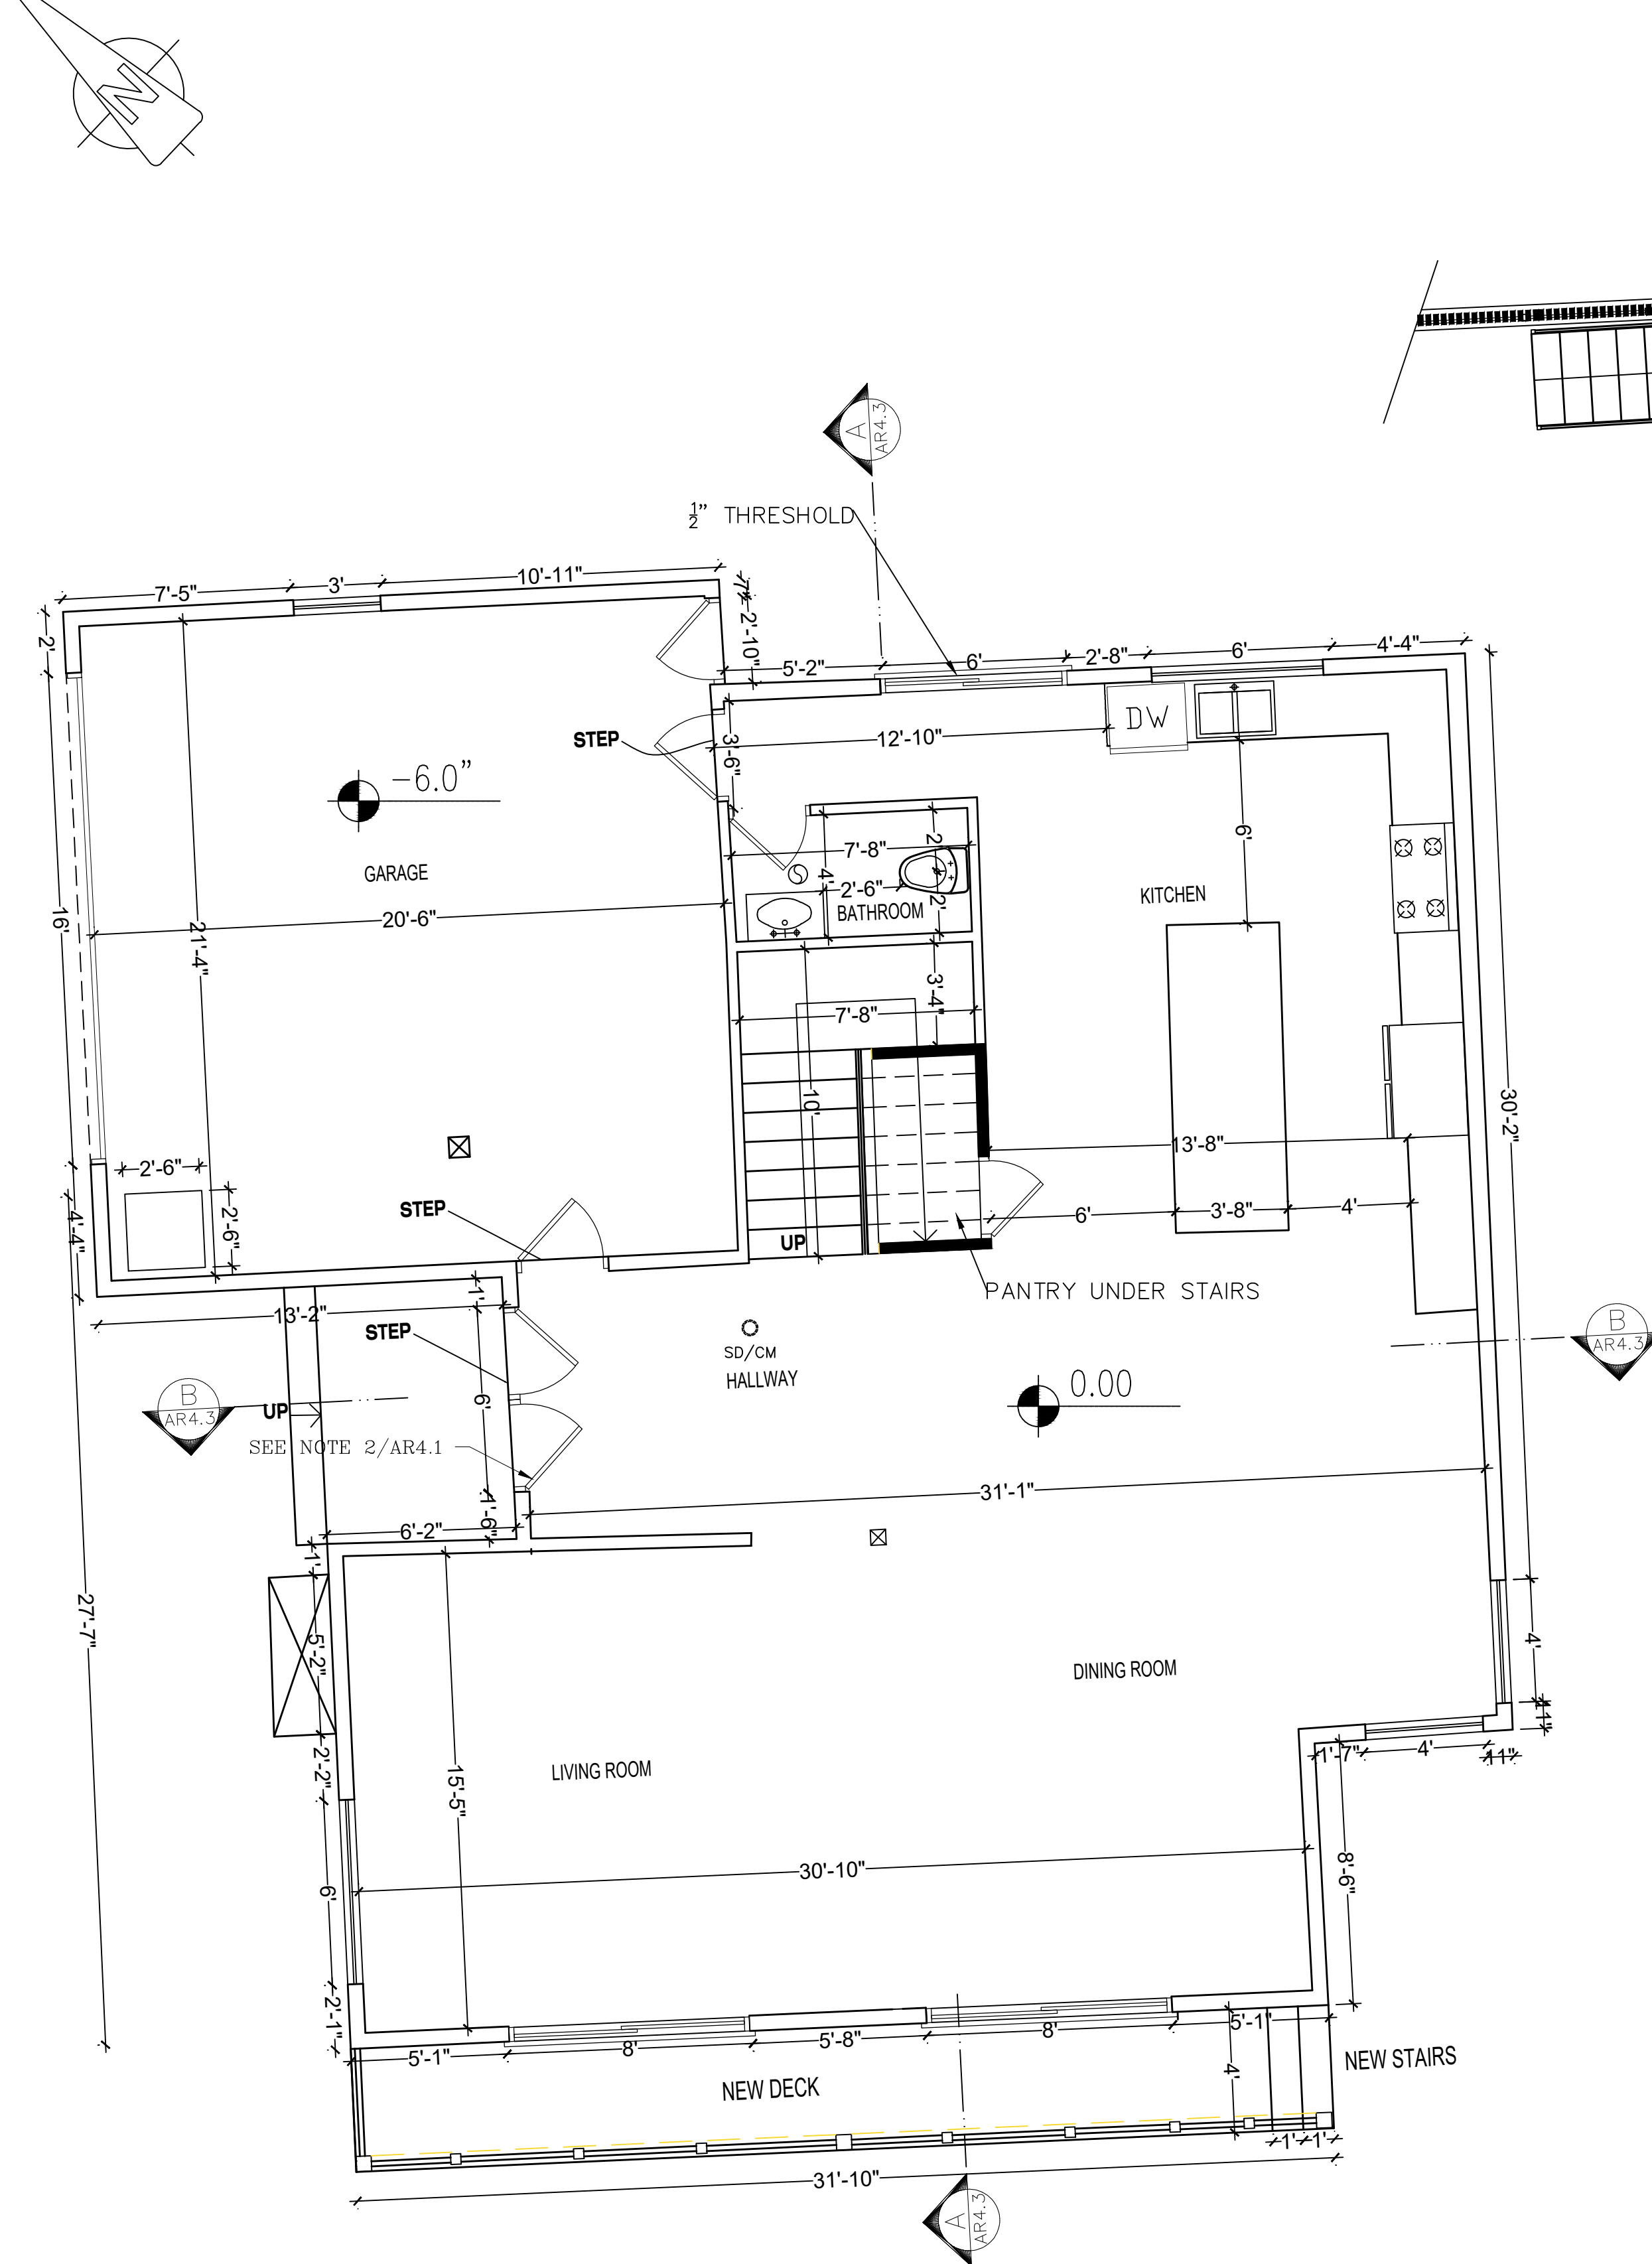 N
A
AR4.3
½” THRESHOLD
7'-5"
3'
10'-11"
7"
2'-10"
2'
5'-2"
6'
2'-8"
6'
4'-4"
STEP
3'-6"
12'-10"
DW
-6.0”
GARAGE
7'-8"
2'
6'
4'
2'-6"
2'
BATHROOM
KITCHEN
16'
20'-6"
21'-4"
3'-4"
7'-8"
10'
30'-2"
13'-8"
2'-6"
2'-6"
4'-4"
STEP
UP
6'
3'-8"
4'
PANTRY UNDER STAIRS
1'
13'-2"
STEP
SD/CM
HALLWAY
0.00
B
AR4.3
B
AR4.3
UP
6'
SEE NOTE 2/AR4.1
31'-1"
1'-6"
6'-2"
1'
27'-7"
5'-2"
DINING ROOM
4'
11"
2'-2"
LIVING ROOM
1'-7"
4'
11"
15'-5"
30'-10"
8'-6"
6'
2'-1"
5'-1"
8'
5'-8"
8'
5'-1"
NEW DECK
4'
NEW STAIRS
1'
1'
31'-10"
A
AR4.3